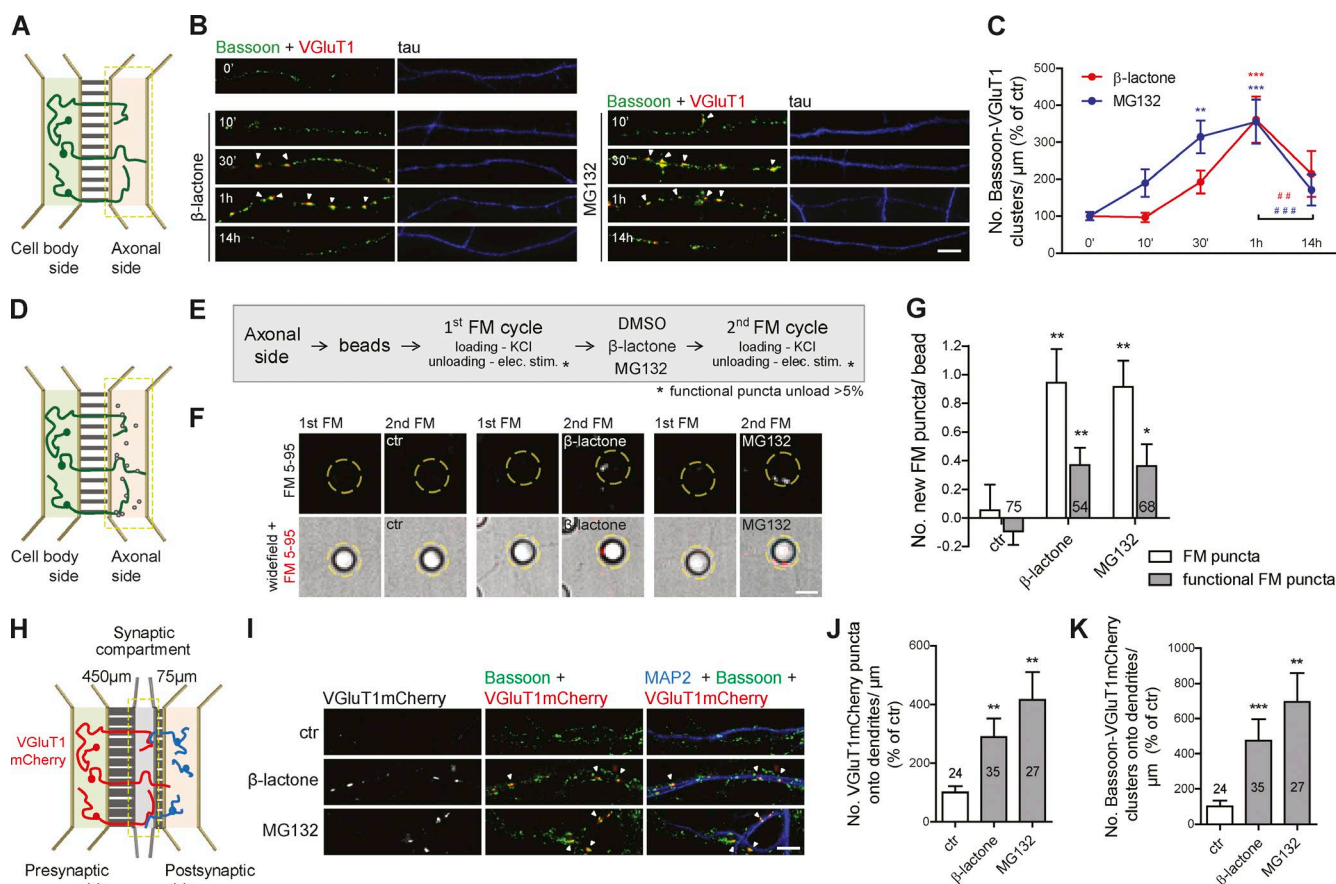 A
Cell body
side
Axonal
side
B
Bassoon + VGluT1
tau
0'
β-lactone
10'
30'
1h
14h
Bassoon + VGluT1
tau
MG132
10'
30'
1h
14h
C
No. Bassoon-VGluT1
clusters/ μm (% of ctr)
500
400
300
200
100
0
β-lactone
MG132
**
***
***
# #
# # #
0'
10'
30'
1h
14h
D
Cell body
side
Axonal
side
E
Axonal
side
→ beads →
1st FM cycle
loading - KCl
unloading - elec. stim. *
→
DMSO
β-lactone
MG132
→
2nd FM cycle
loading - KCl
unloading - elec. stim. *
* functional puncta unload >5%
F
1st FM
2nd FM
1st FM
2nd FM
1st FM
2nd FM
FM 5-95
ctr
β-lactone
MG132
widefield +
FM 5-95
ctr
β-lactone
MG132
G
No. new FM puncta/ bead
1.2
1.0
0.8
0.6
0.4
0.2
-0.0
-0.2
75
**
**
54
**
*
68
ctr
β-lactone
MG132
FM puncta
functional FM puncta
H
Synaptic
compartment
450μm
75μm
VGluT1
mCherry
Presynaptic
Postsynaptic
I
VGluT1mCherry
Bassoon +
VGluT1mCherry
MAP2 + Bassoon +
VGluT1mCherry
ctr
β-lactone
MG132
J
No. VGluT1mCherry puncta
onto dendrites/ μm
(% of ctr)
600
400
200
0
24
**
35
**
27
ctr
β-lactone
MG132
K
No. Bassoon-VGluT1mCherry
clusters onto dendrites/
μm (% of ctr)
1000
800
600
400
200
0
24
***
35
**
27
ctr
β-lactone
MG132